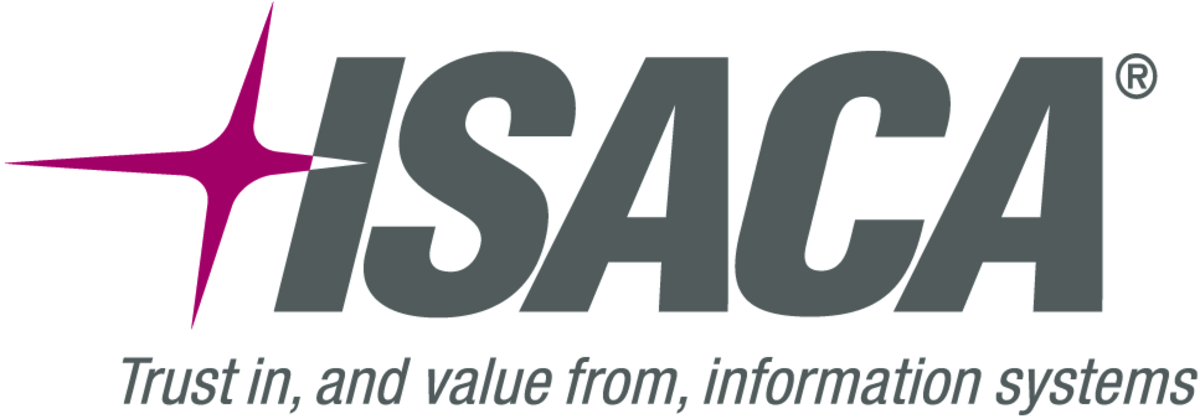 ISACA®
Trust in, and value from, information systems